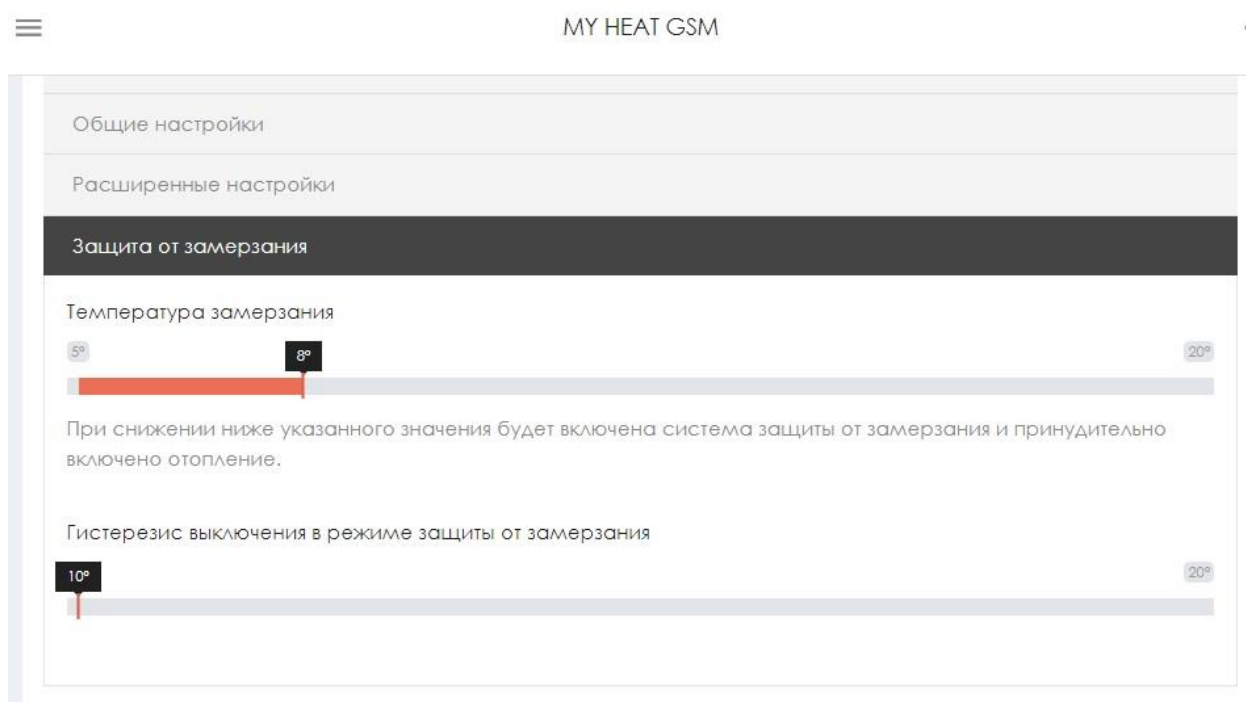 MY HEAT GSM
Общие настройки
Расширенные настройки
Защита от замерзания
Температура замерзания
5° 8° 20°
При снижении ниже указанного значения будет включена система защиты от замерзания и принудительно
включено отопление.
Гистерезис выключения в режиме защиты от замерзания
10° 20°